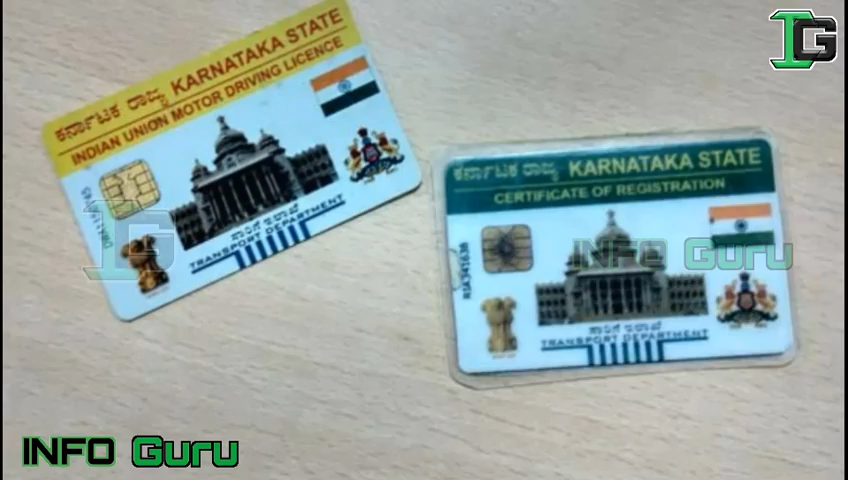 IG
ಕರ್ನಾಟಕ ರಾಜ್ಯ KARNATAKA STATE
INDIAN UNION MOTOR DRIVING LICENCE
ಸಾರಿಗೆ ಇಲಾಖೆ
TRANSPORT DEPARTMENT
IG
ಕರ್ನಾಟಕ ರಾಜ್ಯ KARNATAKA STATE
CERTIFICATE OF REGISTRATION
INFO Guru
ಸಾರಿಗೆ ಇಲಾಖೆ
TRANSPORT DEPARTMENT
INFO Guru